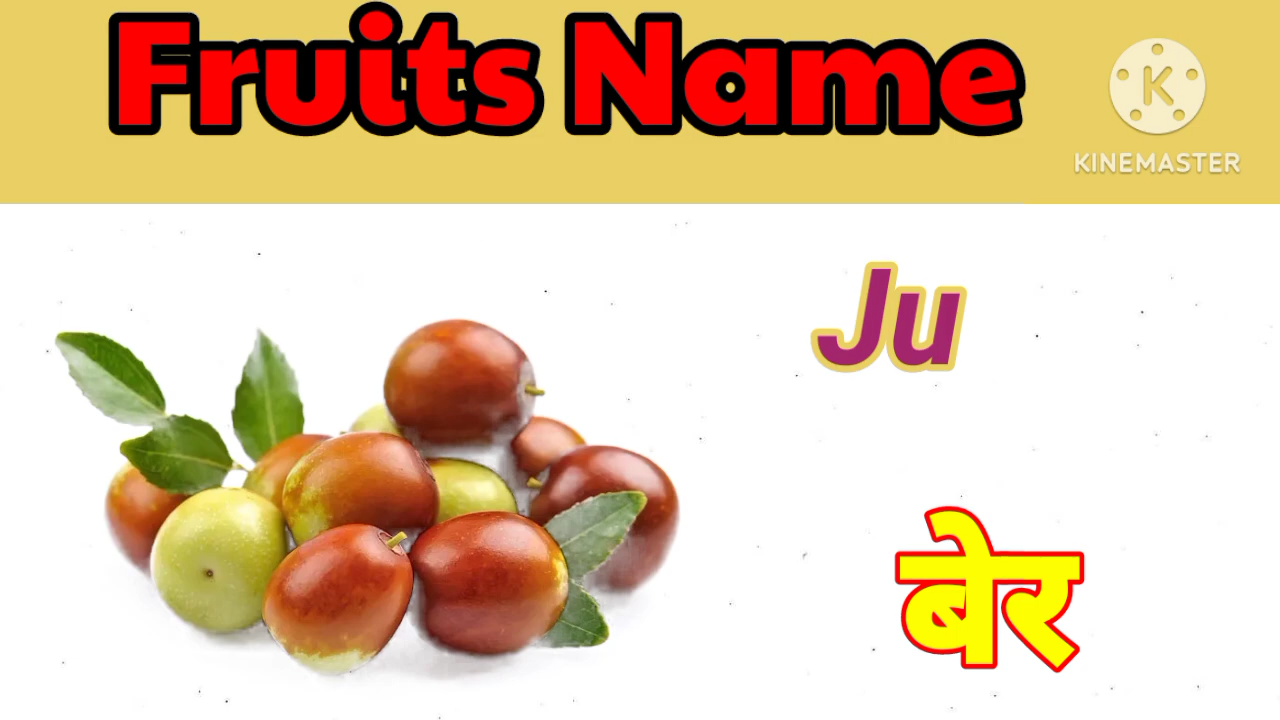 Fruits Name
K
KINEMASTER
Ju
बेर